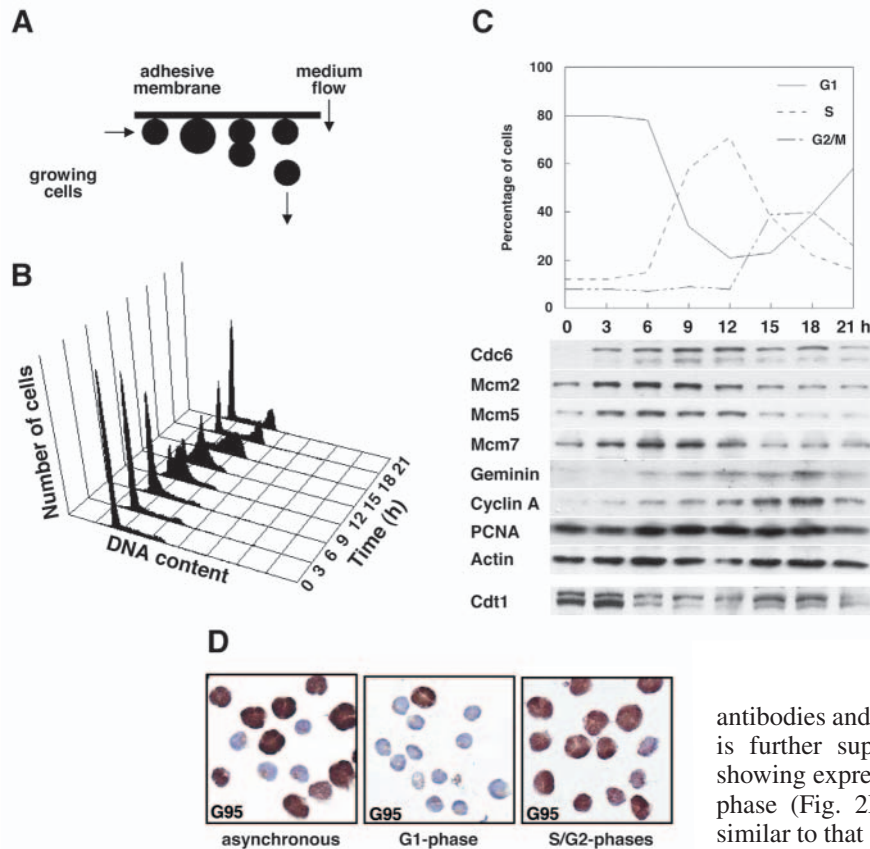 A
adhesive membrane
medium flow
growing cells
B
Number of cells
DNA content
0 3 6 9 12 15 18 21
Time (h)
C
100
80
60
40
20
0
Percentage of cells
G1
S
G2/M
0 3 6 9 12 15 18 21 h
Cdc6
Mcm2
Mcm5
Mcm7
Geminin
Cyclin A
PCNA
Actin
Cdt1
D
G95
G95
G95
asynchronous
G1-phase
S/G2-phases
antibodies and
is further sup
showing expre
phase (Fig. 2
similar to that